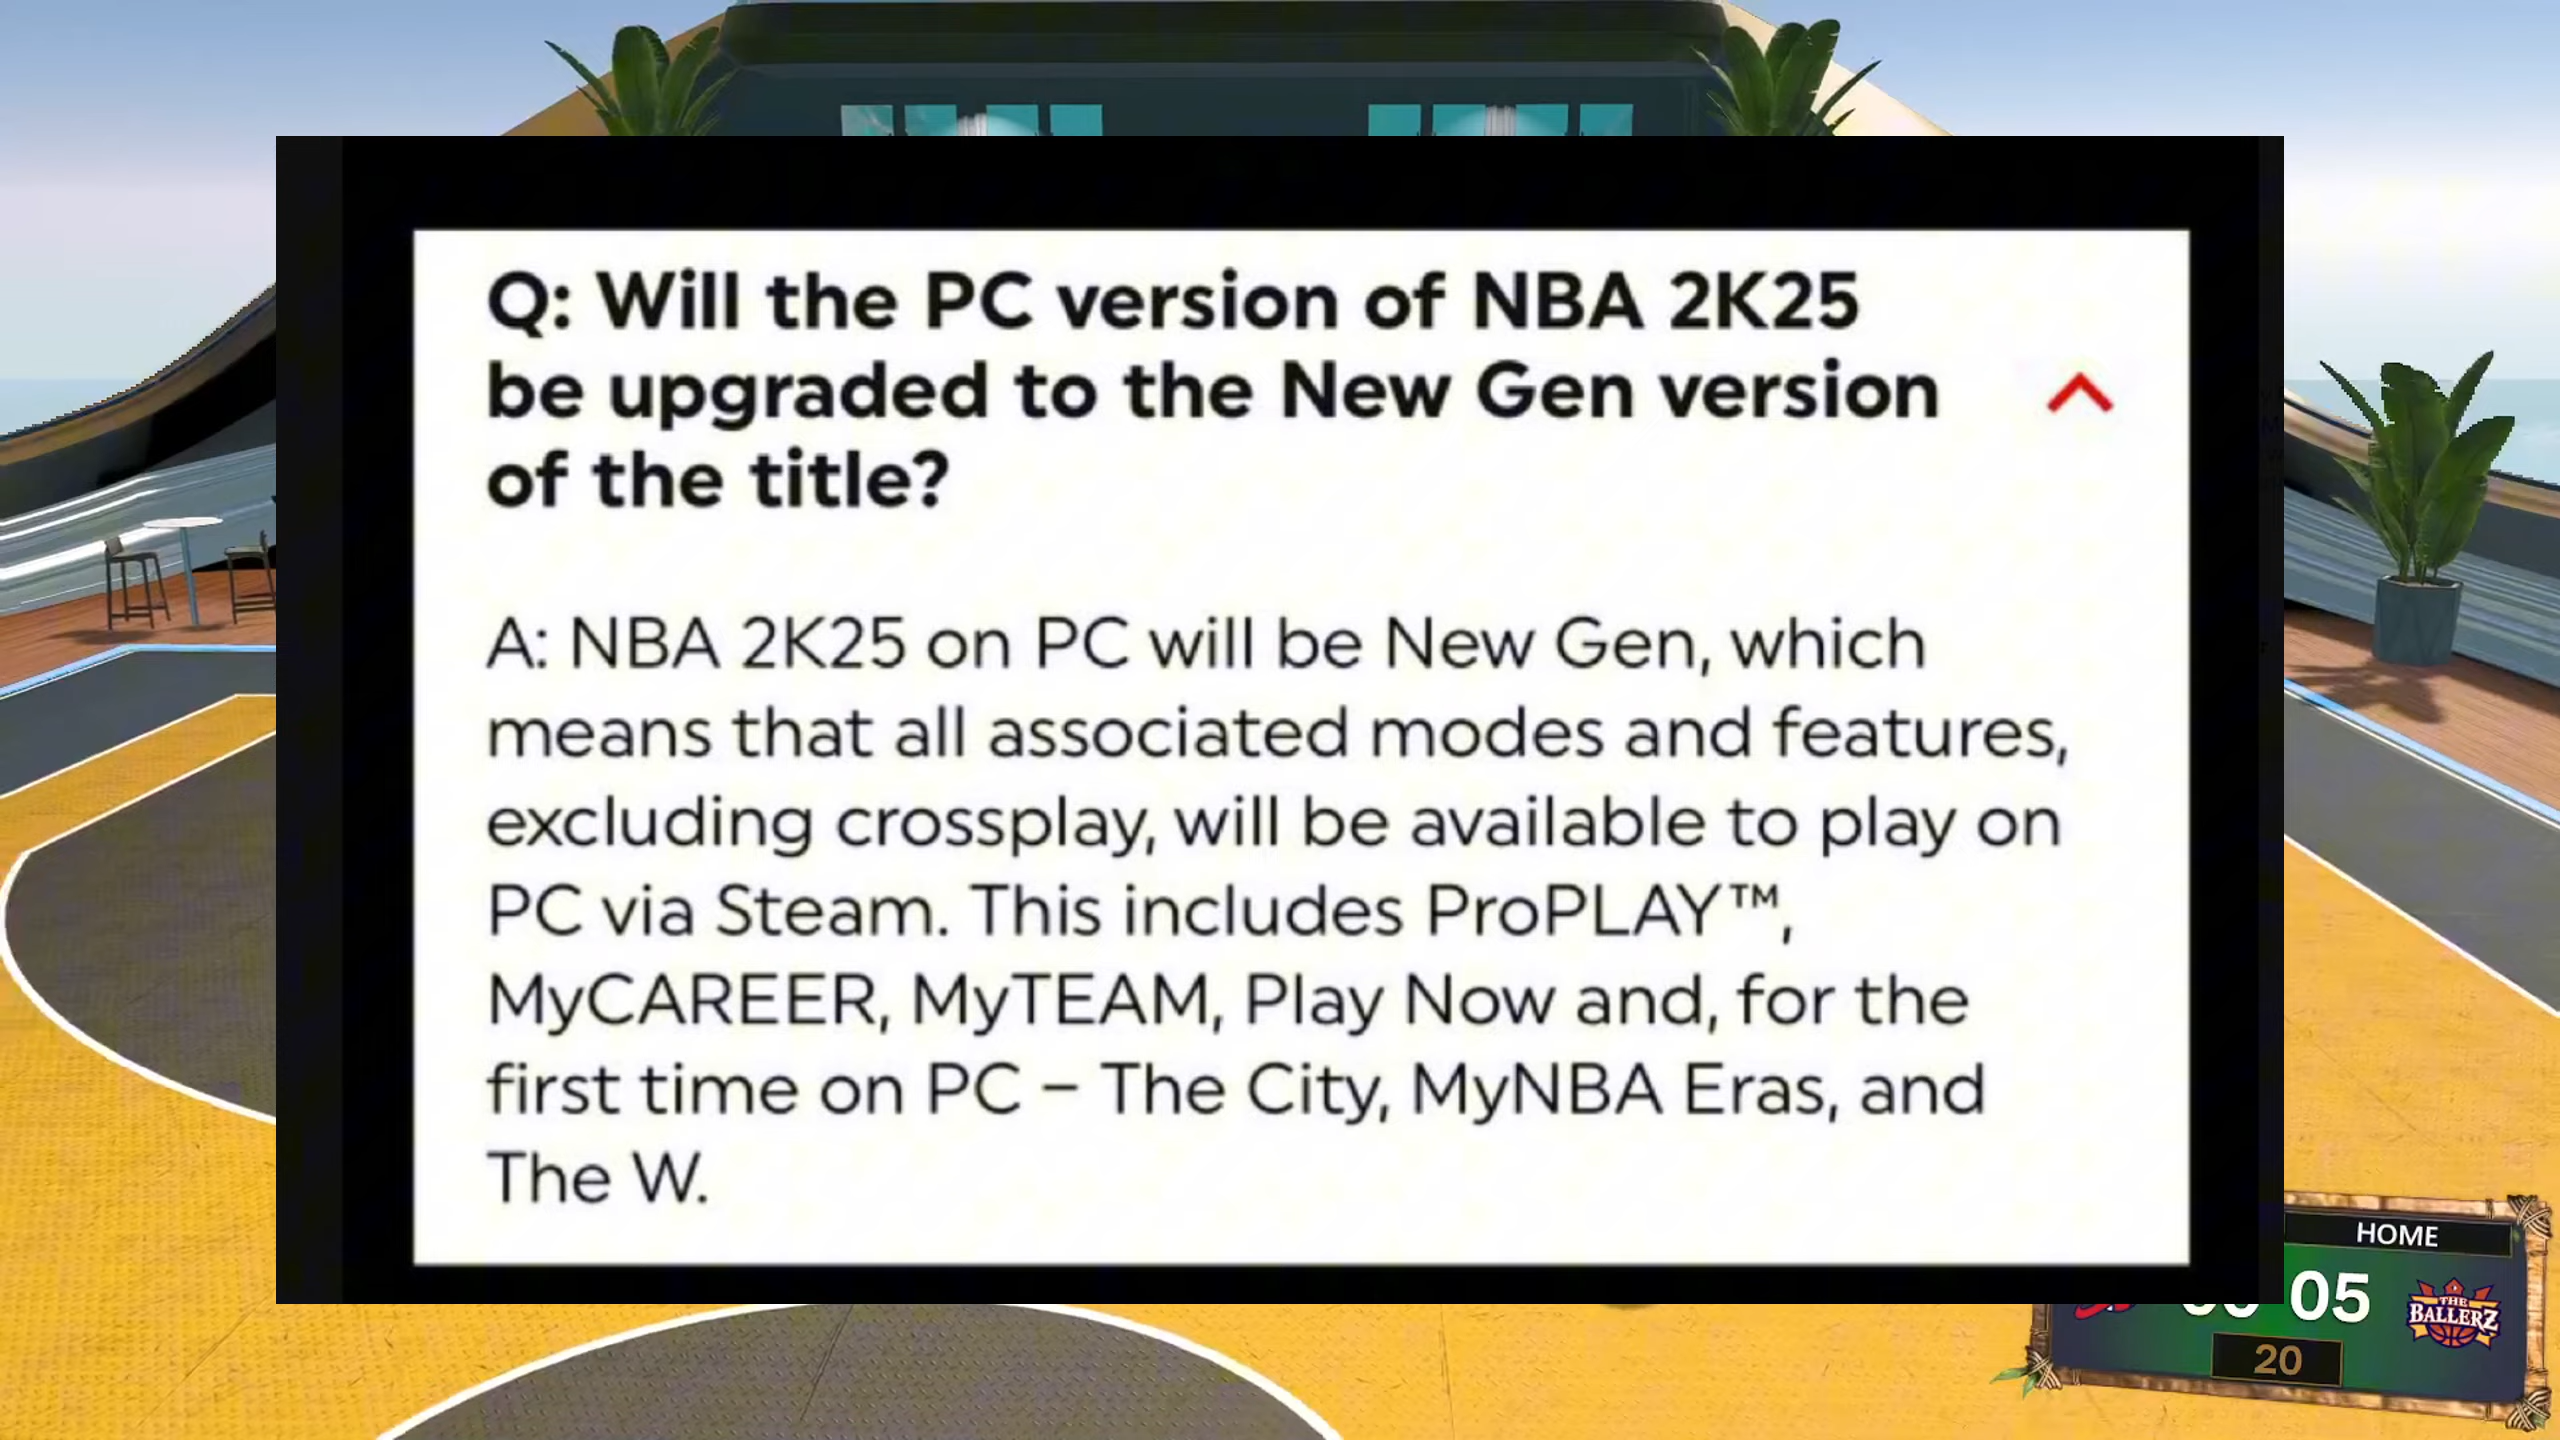 Q: Will the PC version of NBA 2K25
be upgraded to the New Gen version
of the title?
A: NBA 2K25 on PC will be New Gen, which
means that all associated modes and features,
excluding crossplay, will be available to play on
PC via Steam. This includes ProPLAY™,
MyCAREER, MyTEAM, Play Now and, for the
first time on PC – The City, MyNBA Eras, and
The W.
HOME
05
THE
BALLERZ
20